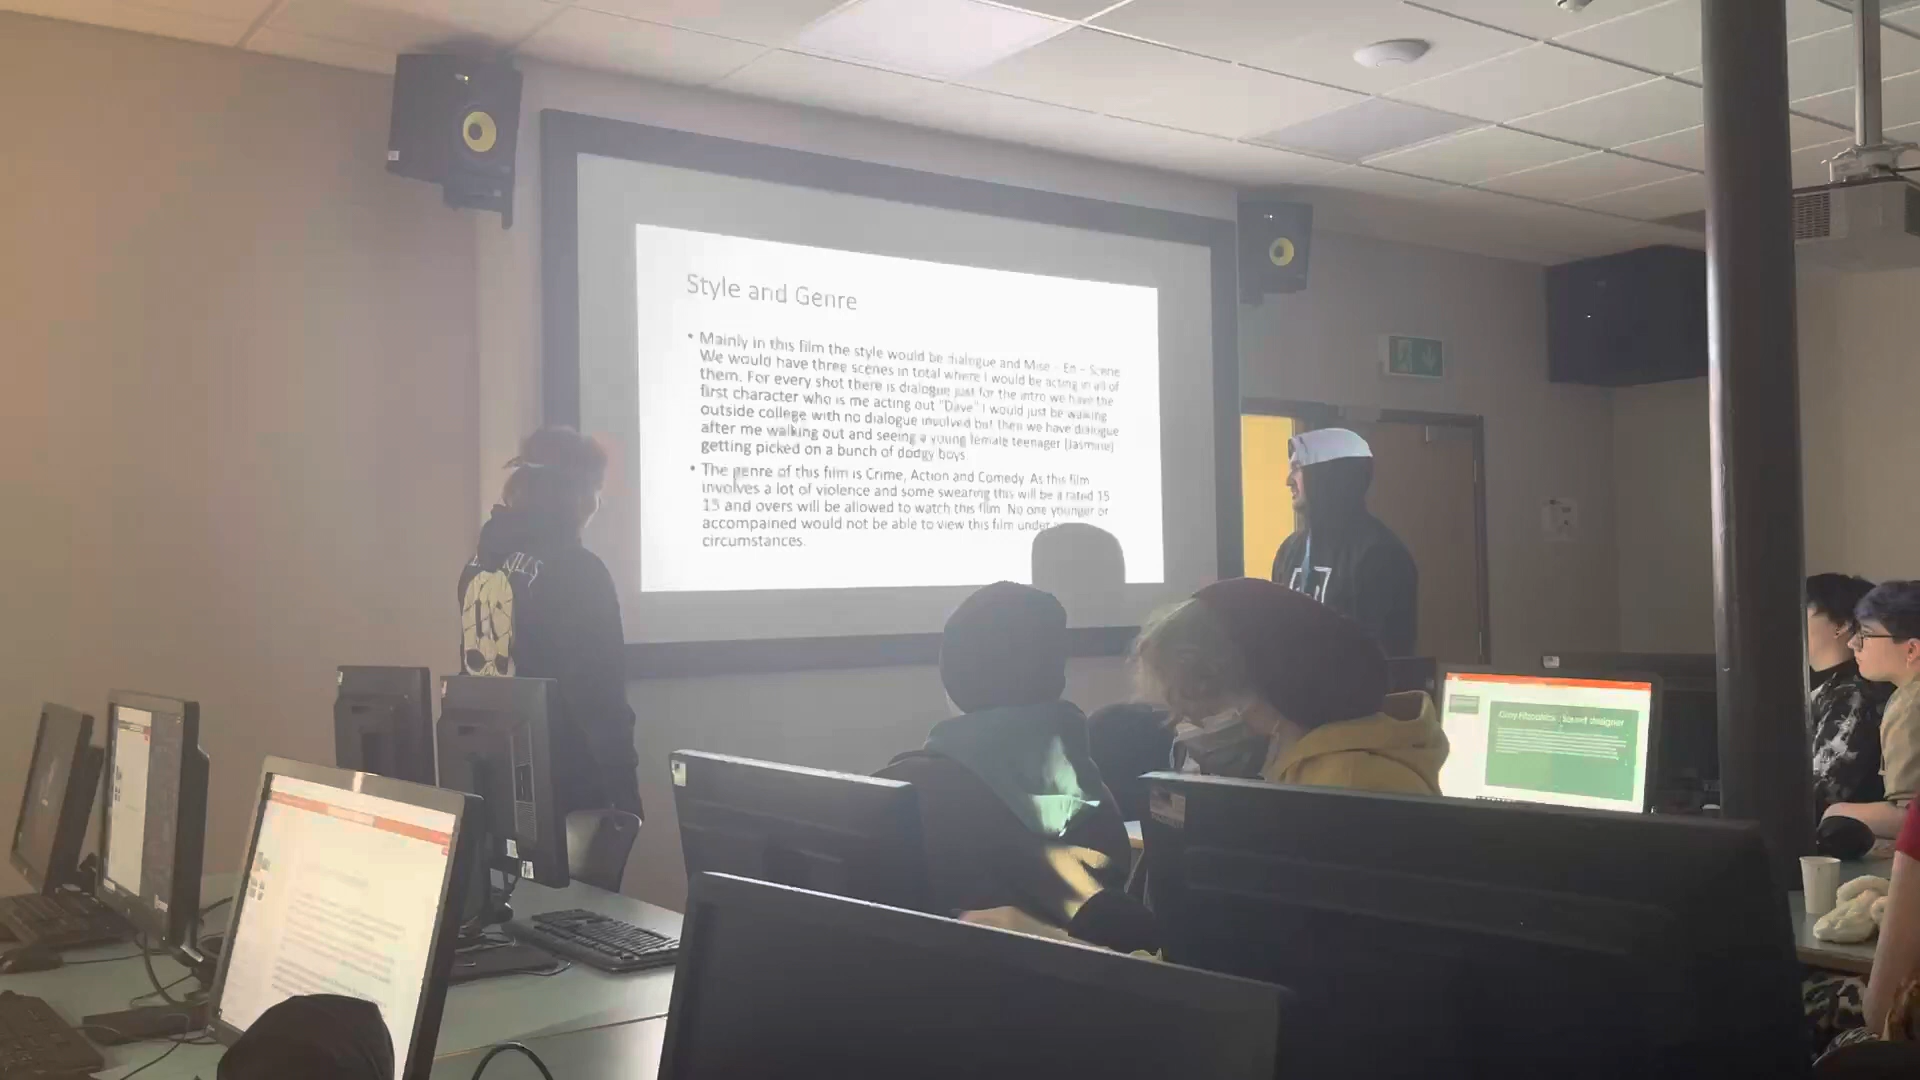 Style and Genre
• Mainly in this film the style would be dialogue and Mise – En – Scene
We would have three scenes in total where I would be acting in all of
them. For every shot there is dialogue just for the intro we have the
first character who is me acting out "Dave" I would just be walking
outside college with no dialogue involved but then we have dialogue
after me walking out and seeing a young female teenager (Jasmine)
getting picked on a bunch of dodgy boys
• The genre of this film is Crime, Action and Comedy. As this film
involves a lot of violence and some swearing this will be a rated 15
15 and overs will be allowed to watch this film. No one younger or
accompained would not be able to view this film under
circumstances.
KILLS
sound designer